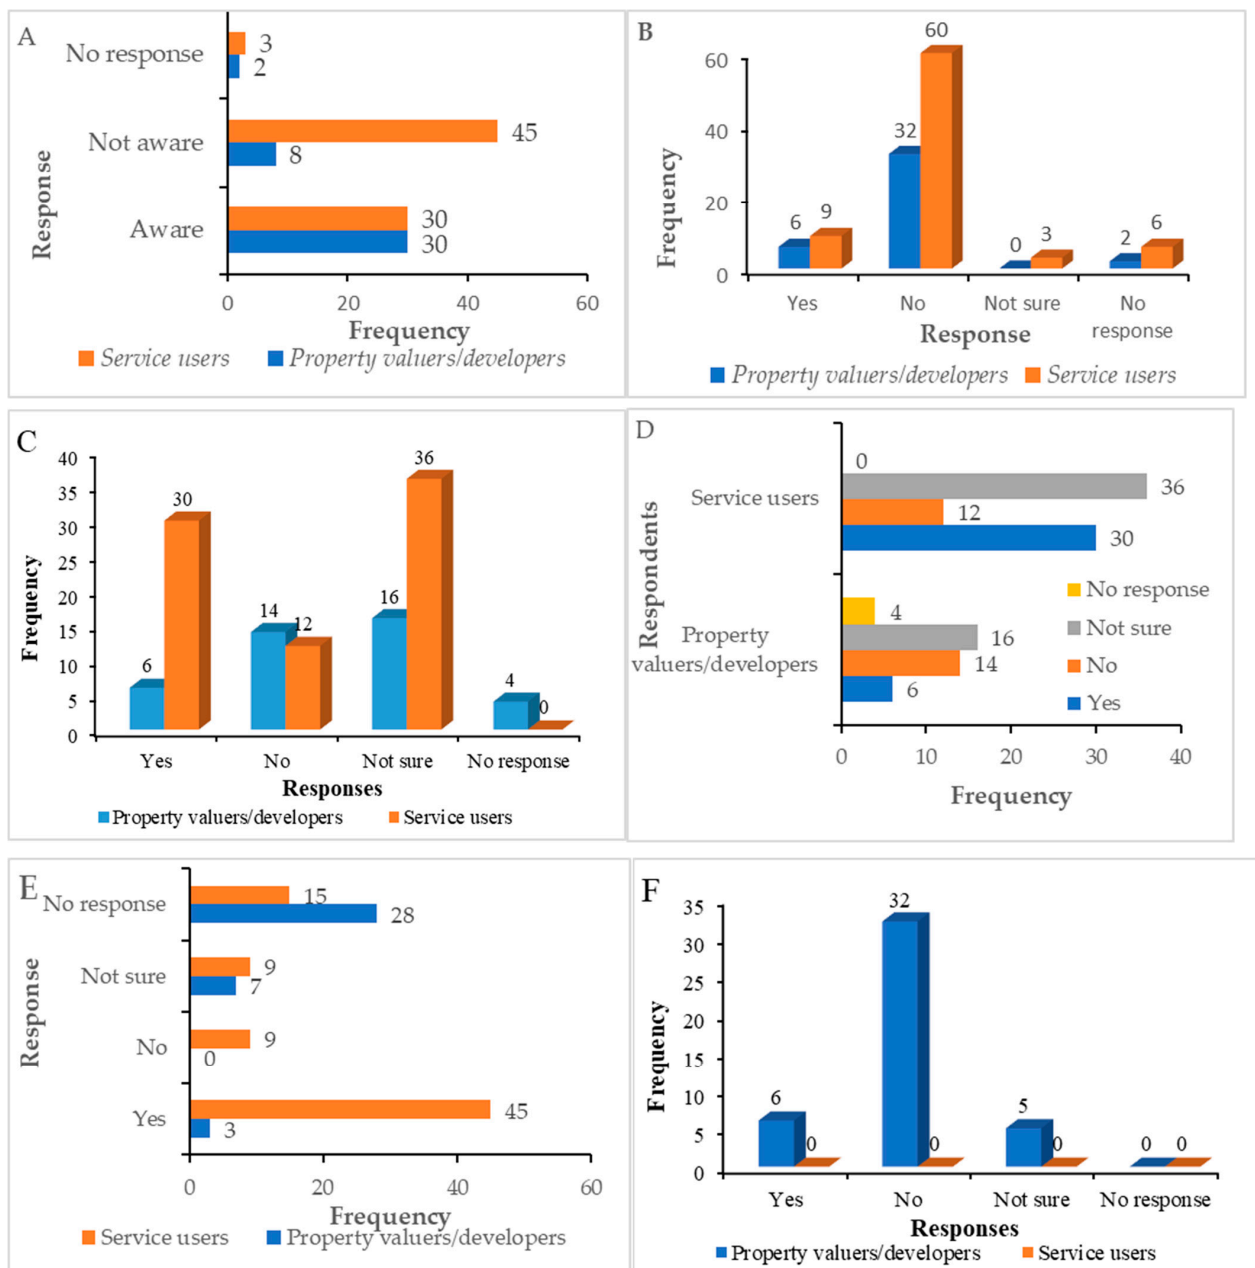 A
No response
3
2
Not aware
45
8
Aware
30
30
Response
0 20 40 60
Frequency
Service users Property valuers/developers
B
60
40
20
0
Frequency
6 9
32 60
0 3
2 6
Yes No Not sure No
response
Response
Property valuers/developers Service users
C
40
35
30
25
20
15
10
5
0
Frequency
6 30
14 12
16 36
4 0
Yes No Not sure No response
Responses
Property valuers/developers Service users
D
Respondents
Service users
0
36
12
30
Property
valuers/developers
4
16
14
6
No response
Not sure
No
Yes
0 10 20 30 40
Frequency
E
Response
No response
15
28
Not sure
9
7
No
9
0
Yes
45
3
0 20 40 60
Frequency
Service users Property valuers/developers
F
35
30
25
20
15
10
5
0
Frequency
6 0
32 0
5 0
0 0
Yes No Not sure No response
Responses
Property valuers/developers Service users